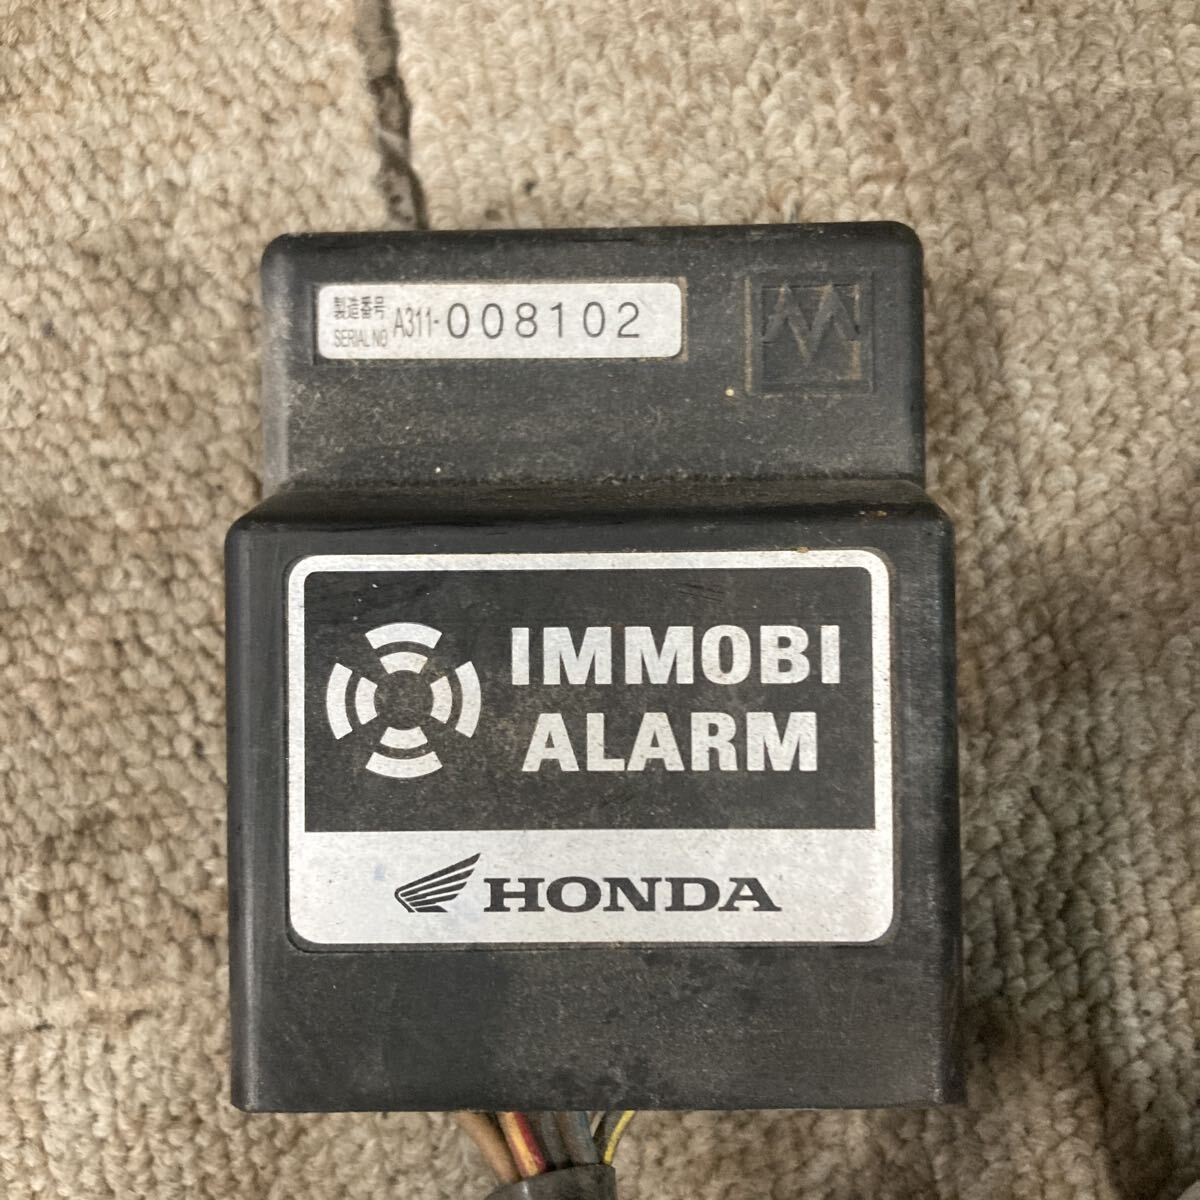 製造番号
SERIAL NO A311-008102
IMMOBI
ALARM
HONDA